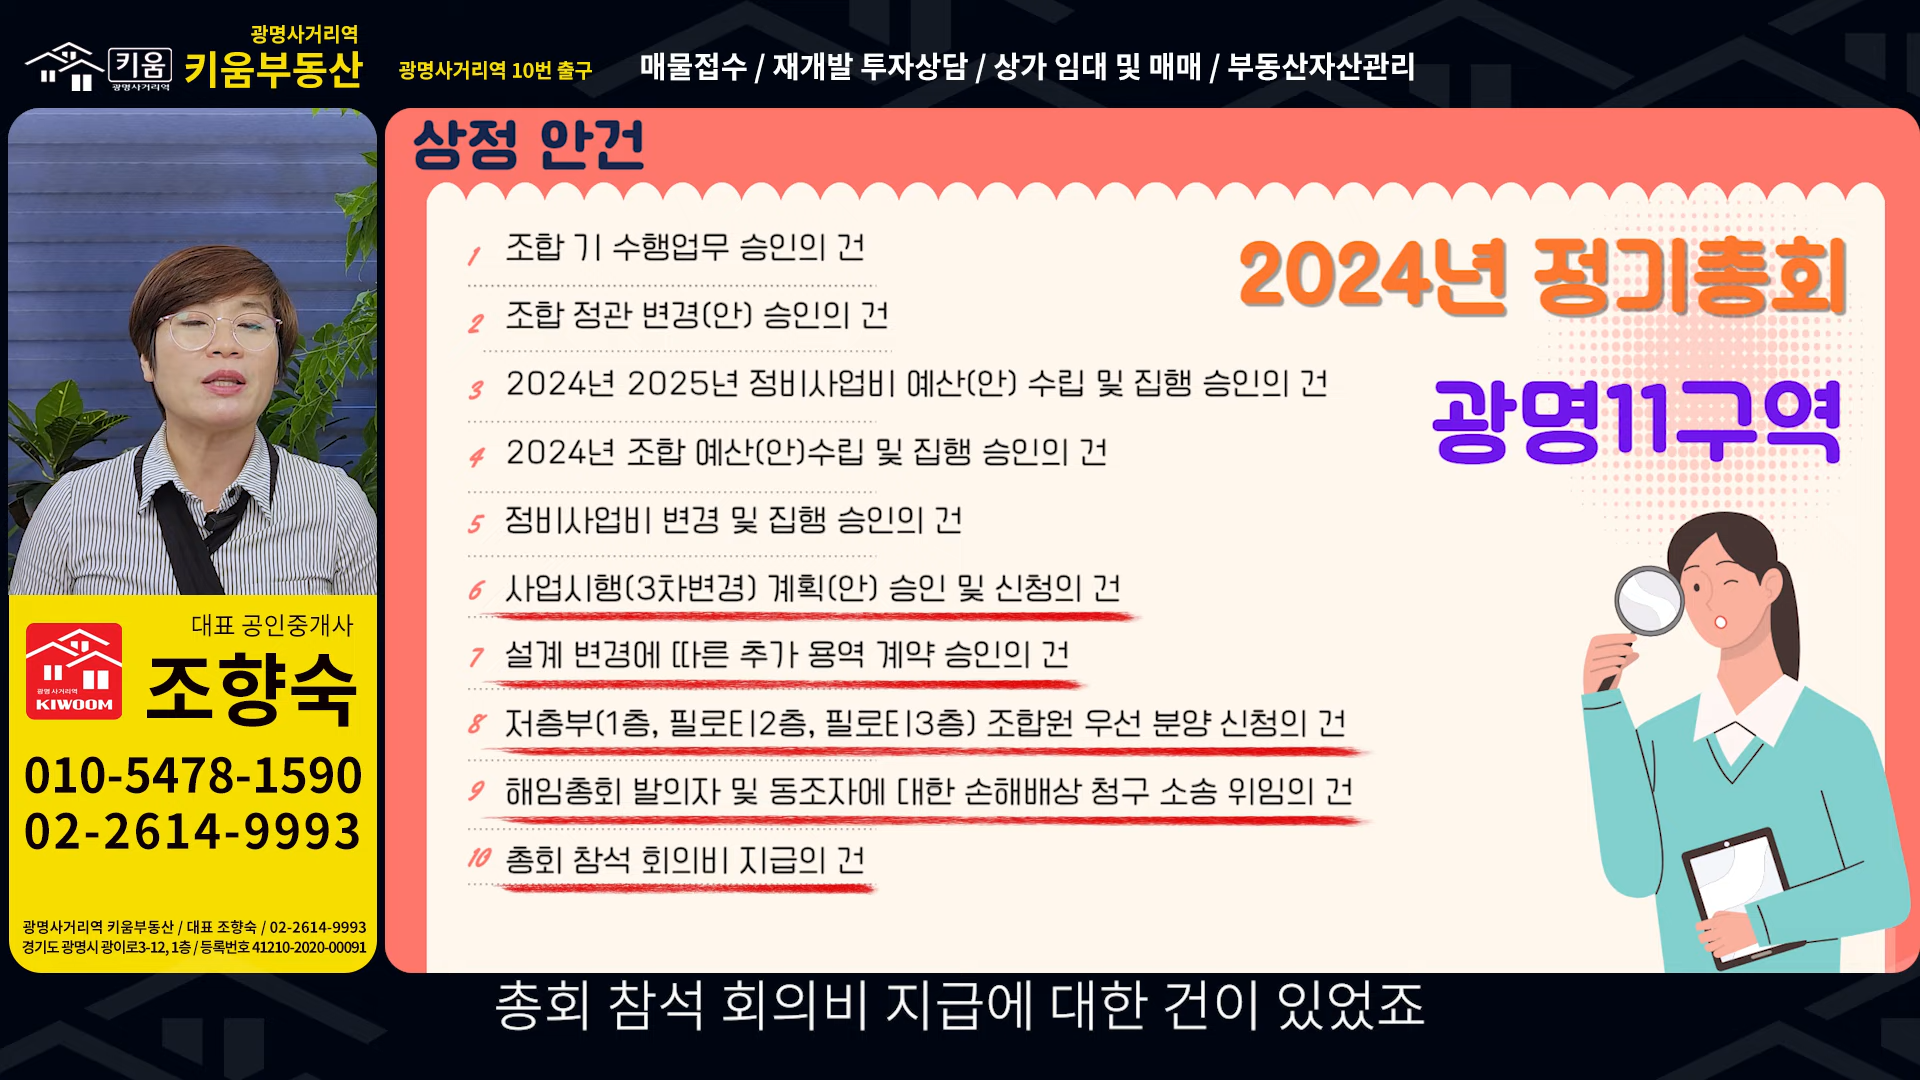 광명사거리역
키움
광명사거리역
키움부동산
광명사거리역 10번 출구
매물접수 / 재개발 투자상담 / 상가 임대 및 매매 / 부동산자산관리
상정 안건
2024년 정기총회
광명11구역
1 조합 기 수행업무 승인의 건
2 조합 정관 변경(안) 승인의 건
3 2024년 2025년 정비사업비 예산(안) 수립 및 집행 승인의 건
4 2024년 조합 예산(안)수립 및 집행 승인의 건
5 정비사업비 변경 및 집행 승인의 건
6 사업시행(3차변경) 계획(안) 승인 및 신청의 건
7 설계 변경에 따른 추가 용역 계약 승인의 건
8 저층부(1층, 필로티2층, 필로티3층) 조합원 우선 분양 신청의 건
9 해임총회 발의자 및 동조자에 대한 손해배상 청구 소송 위임의 건
10 총회 참석 회의비 지급의 건
대표 공인중개사
조향숙
광명사거리역
KIWOOM
010-5478-1590
02-2614-9993
광명사거리역 키움부동산 / 대표 조향숙 / 02-2614-9993
경기도 광명시 광이로3-12, 1층 / 등록번호 41210-2020-00091
총회 참석 회의비 지급에 대한 건이 있었죠